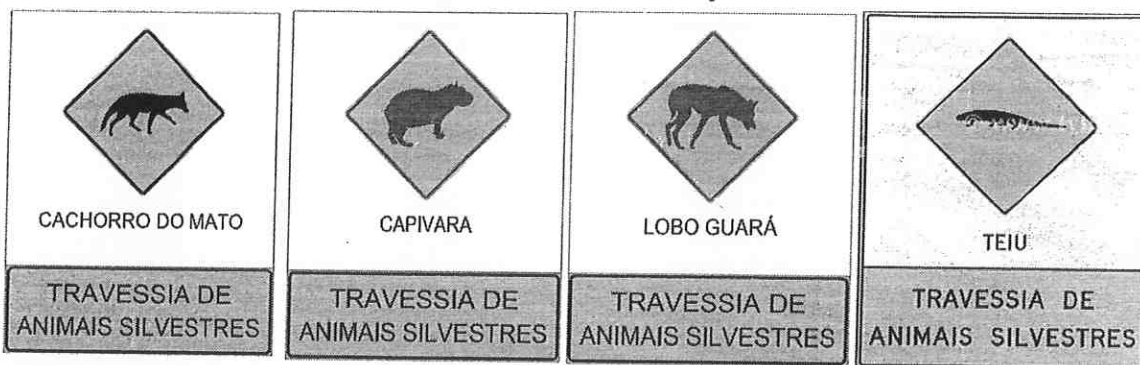 CACHORRO DO MATO
TRAVESSIA DE
ANIMAIS SILVESTRES
CAPIVARA
TRAVESSIA DE
ANIMAIS SILVESTRES
LOBO GUARÁ
TRAVESSIA DE
ANIMAIS SILVESTRES
TEIU
TRAVESSIA DE
ANIMAIS SILVESTRES